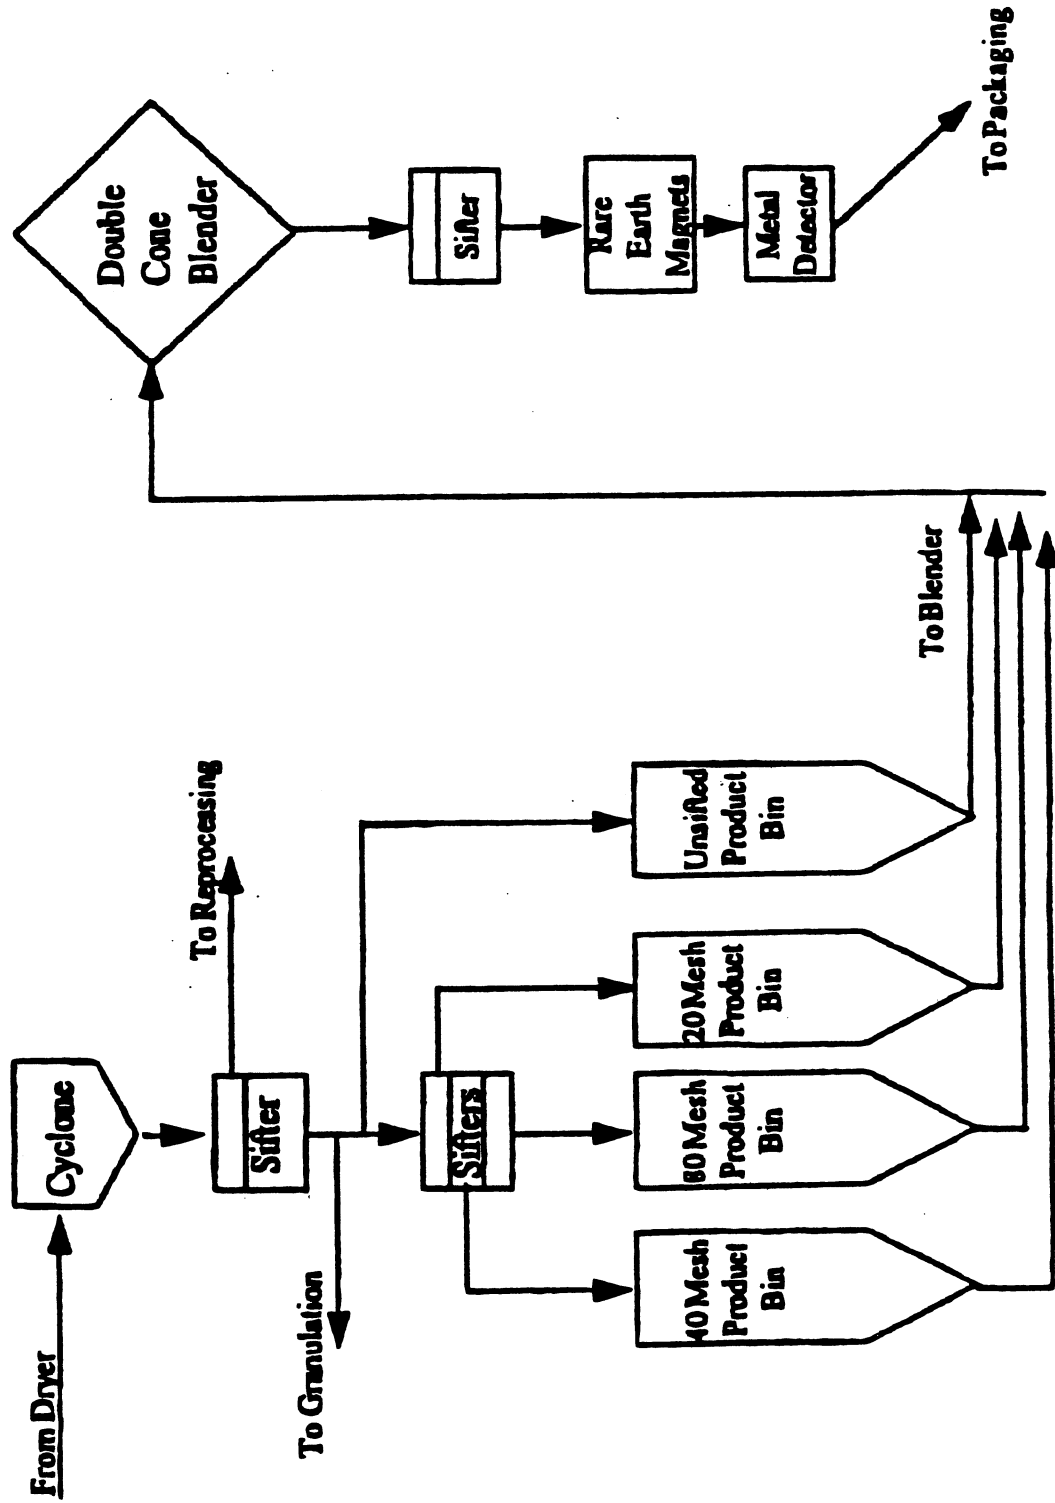 From Dryer
Cyclone
To Reprocessing
Sifter
To Granulation
Sifters
40 Mesh
Product
Bin
80 Mesh
Product
Bin
20 Mesh
Product
Bin
Unsifted
Product
Bin
To Blender
Double
Cone
Blender
Sifter
Rare
Earth
Magnets
Metal
Detector
To Packaging